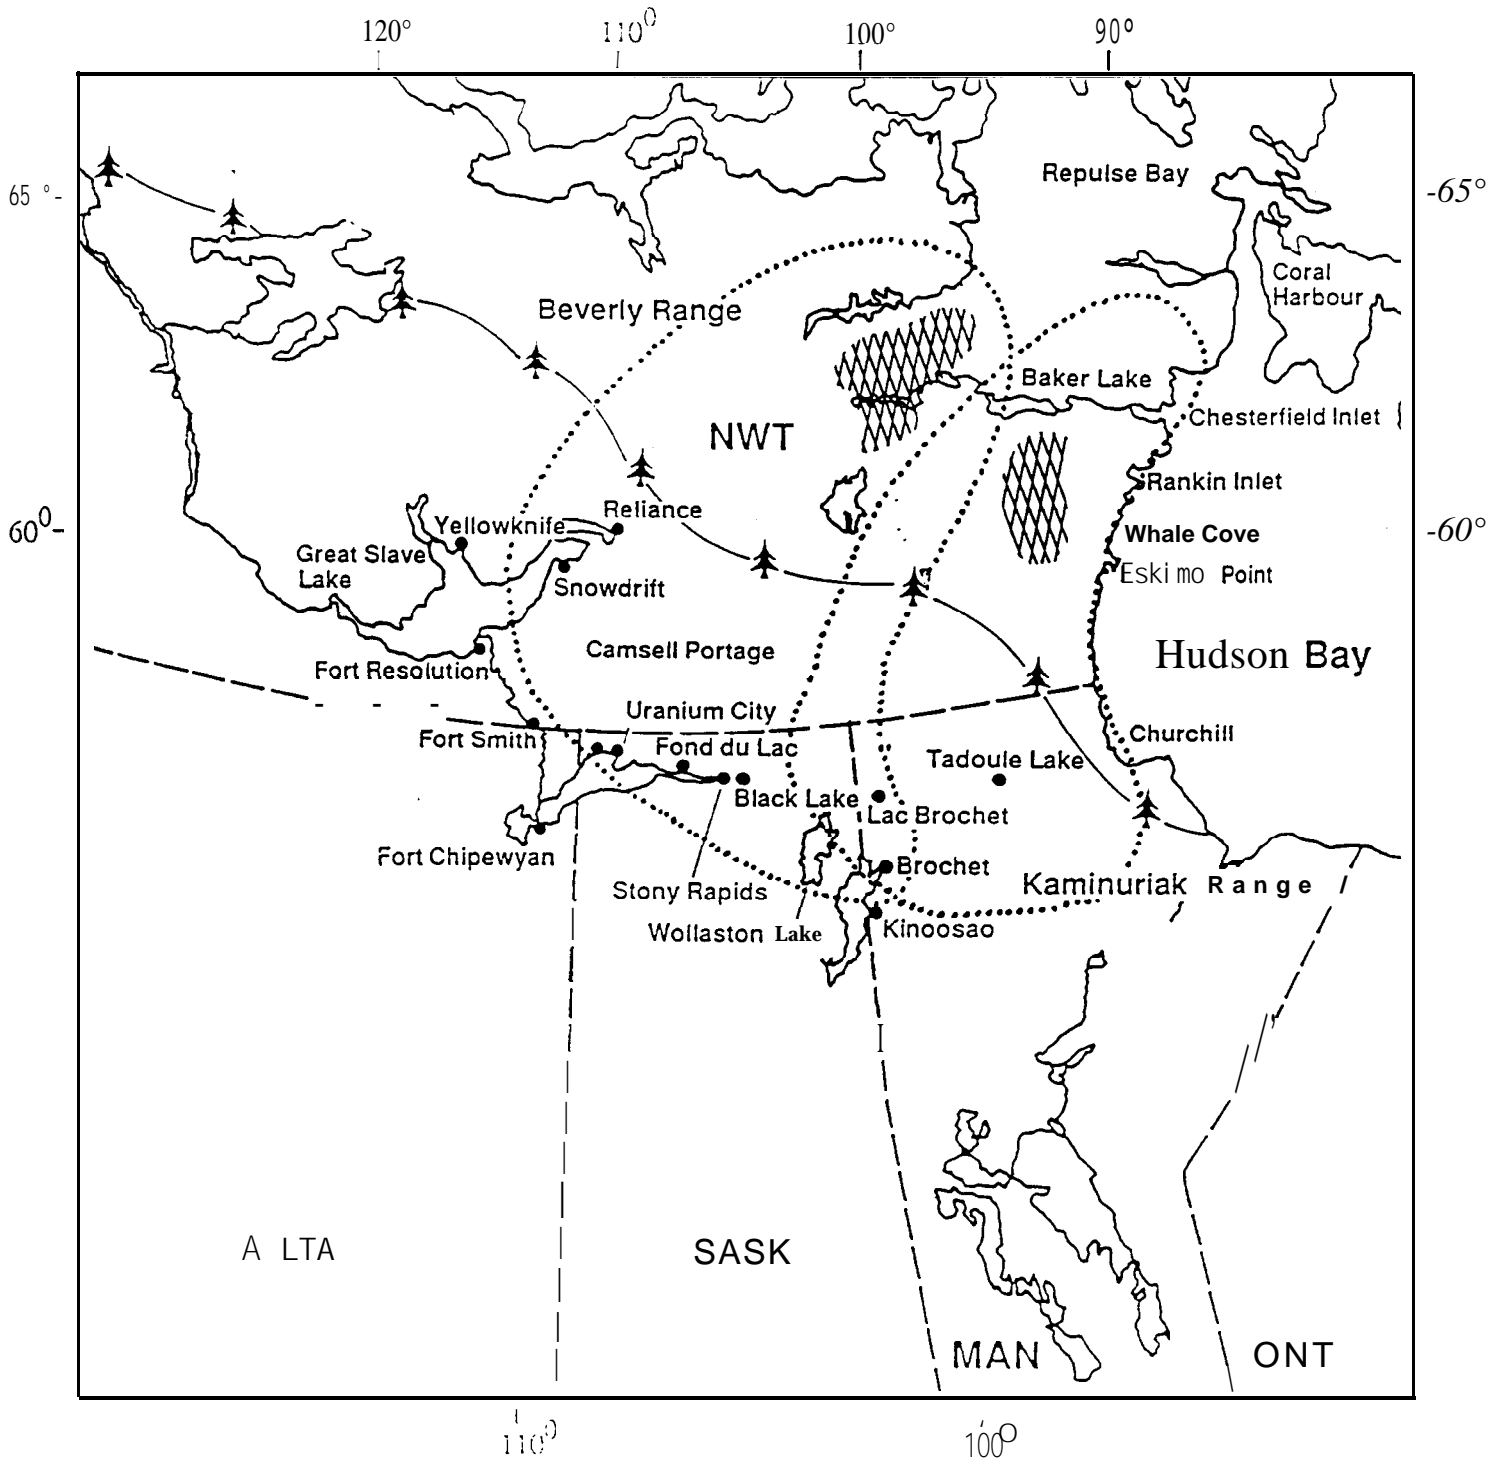 120° 110° 100° 90°
Repulse Bay
65° - -65°
Coral
Harbour
Beverly Range
Baker Lake
Chesterfield Inlet
NWT
Rankin Inlet
Reliance
Yellowknife
60° - -60°
Whale Cove
Great Slave
Lake
Eskimo Point
Snowdrift
Camsell Portage
Hudson Bay
Fort Resolution
Uranium City
Fort Smith
Churchill
Fond du Lac
Tadoule Lake
Black Lake
Lac Brochet
Fort Chipewyan
Brochet
Stony Rapids
Kaminuriak Range
Wollaston Lake
Kinoosao
A LTA
SASK
MAN
ONT
110° 100°